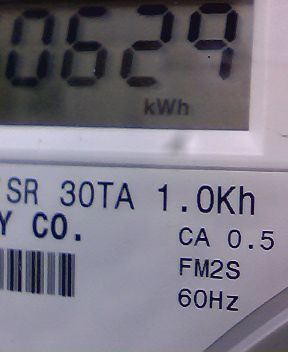 0629
kWh
SR 30TA 1.0Kh
Y CO.
CA 0.5
FM2S
60Hz